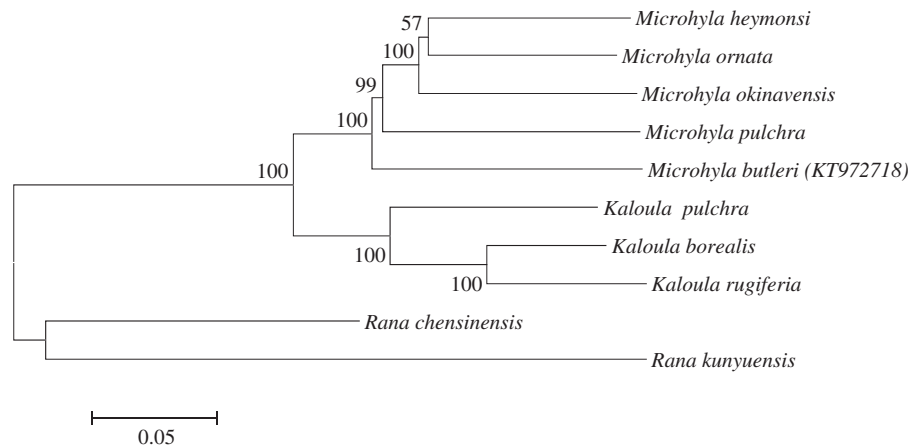 57
Microhyla heymonsi
100
Microhyla ornata
99
Microhyla okinavensis
100
Microhyla pulchra
100
Microhyla butleri (KT972718)
Kaloula pulchra
100
Kaloula borealis
100
Kaloula rugiferia
Rana chensinensis
Rana kunyuensis
0.05